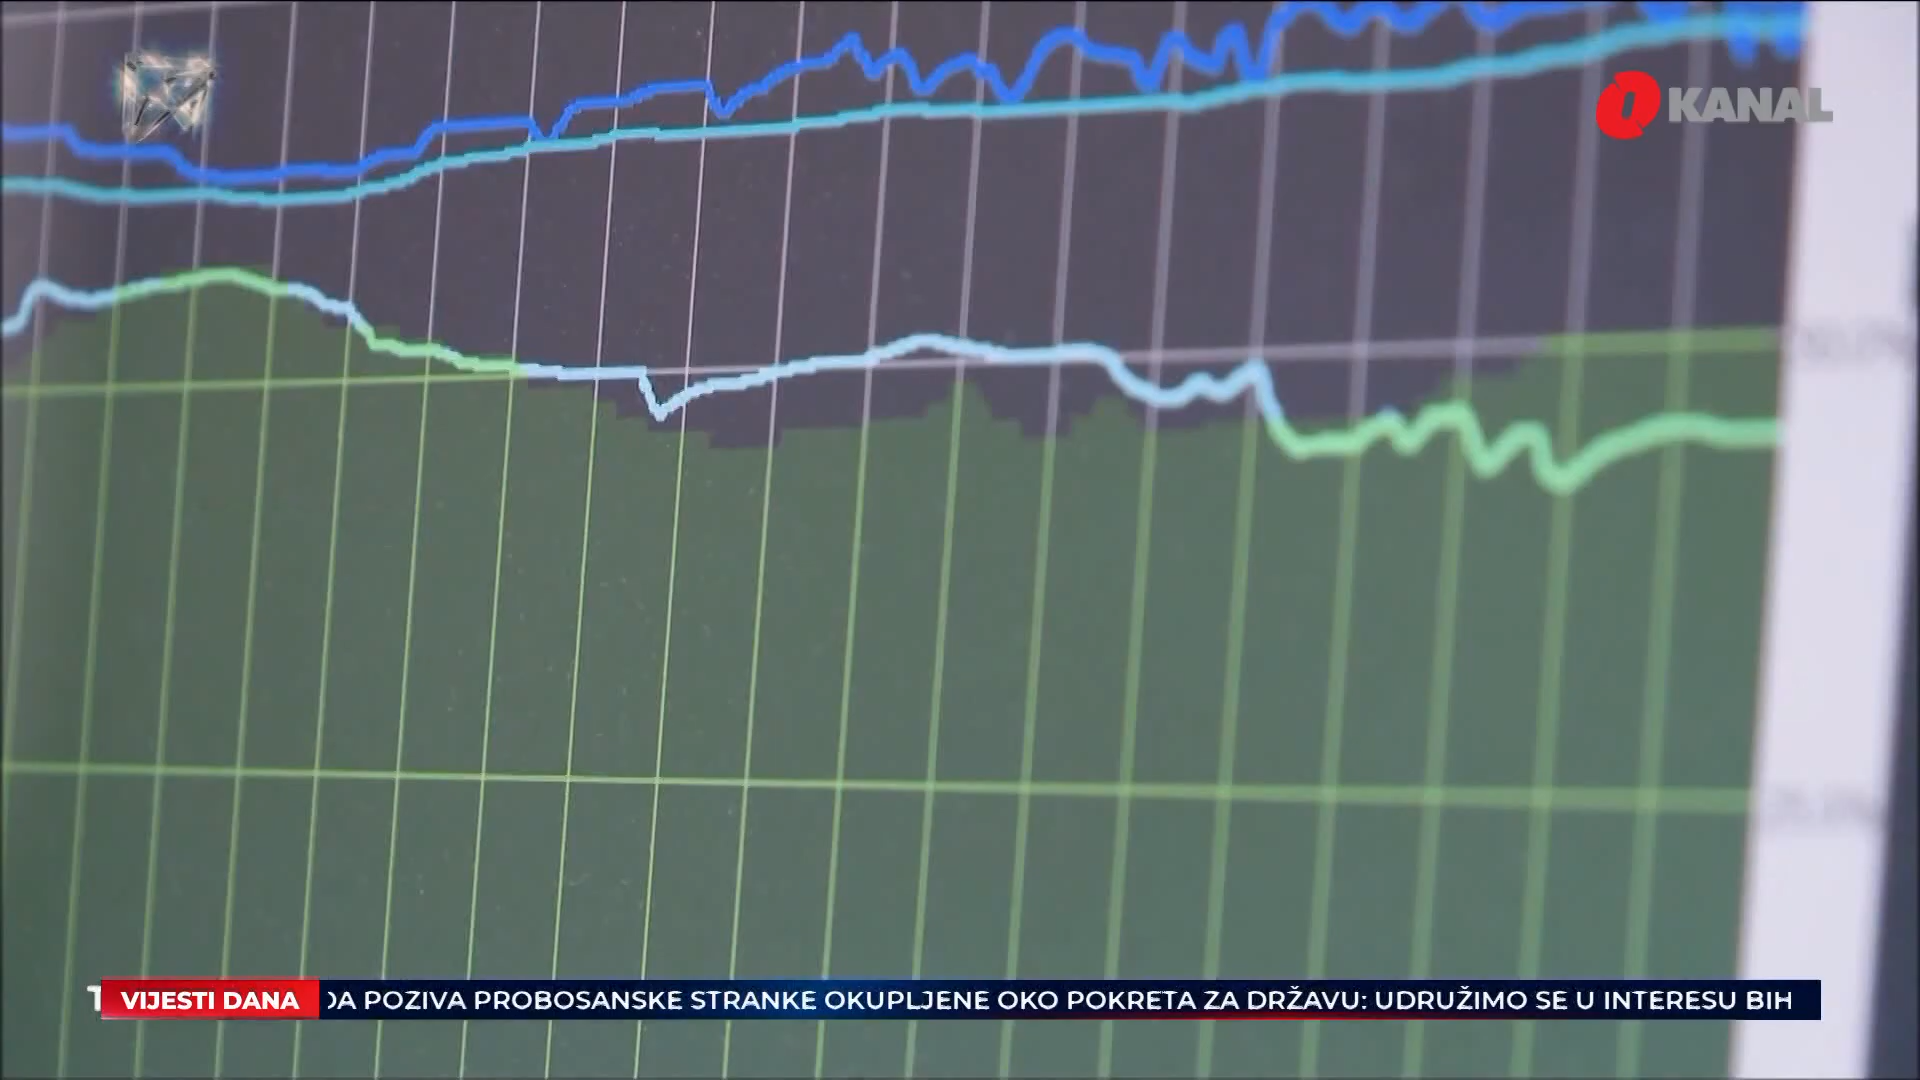 O KANAL
VIJESTI DANA
DA POZIVA PROBOSANSKE STRANKE OKUPLJENE OKO POKRETA ZA DRŽAVU: UDRUŽIMO SE U INTERESU BIH